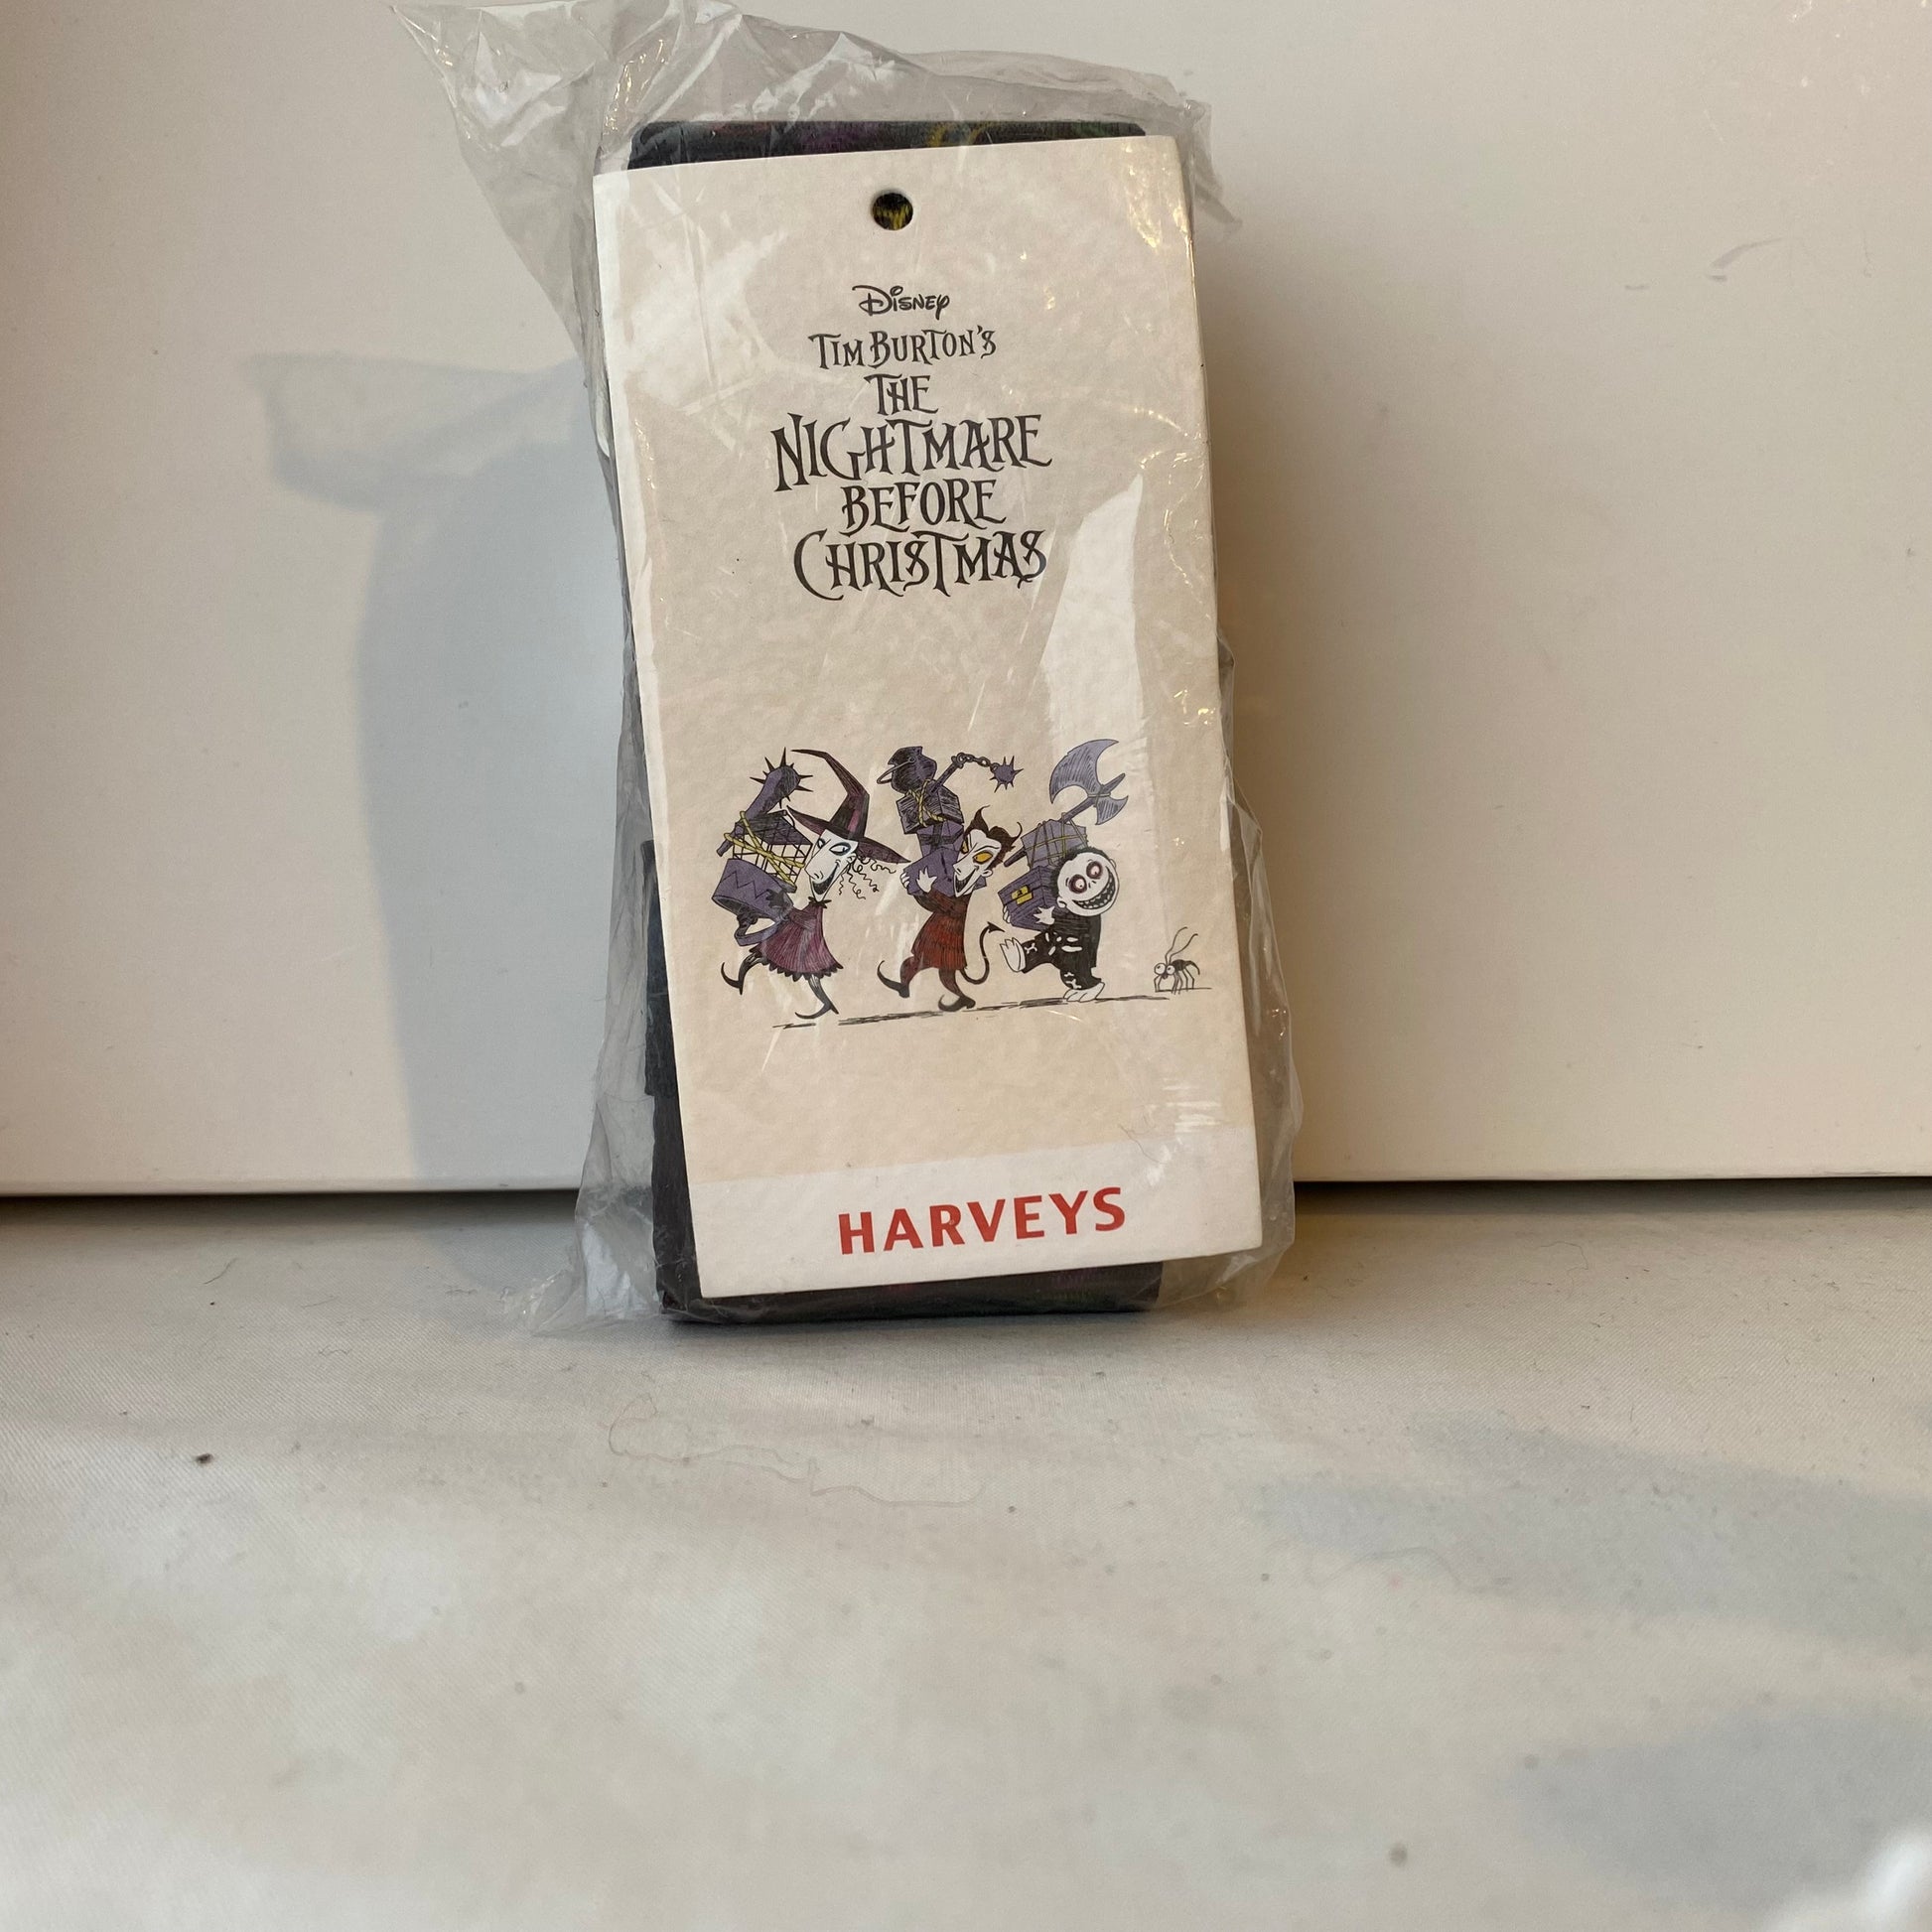 Disney
TIM BURTON'S
THE
NIGHTMARE
BEFORE
CHRISTMAS
HARVEYS